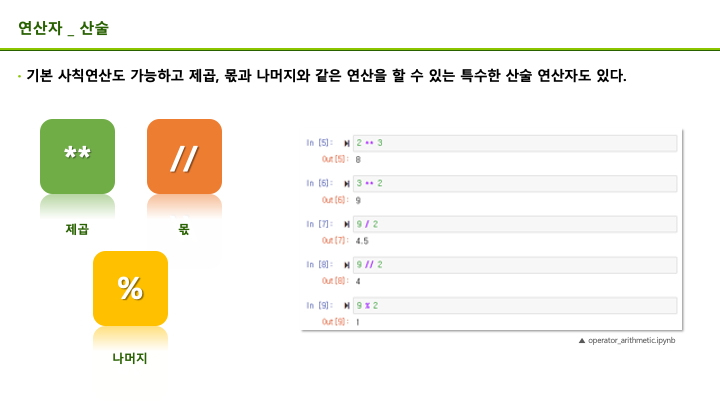 연산자 _ 산술
• 기본 사칙연산도 가능하고 제곱, 몫과 나머지와 같은 연산을 할 수 있는 특수한 산술 연산자도 있다.
**
//
제곱
몫
%
나머지
In [5]: 2 ** 3
Out[5]: 8
In [6]: 3 ** 2
Out[6]: 9
In [7]: 9 / 2
Out[7]: 4.5
In [8]: 9 // 2
Out[8]: 4
In [9]: 9 % 2
Out[9]: 1
▲ operator_arithmetic.ipynb